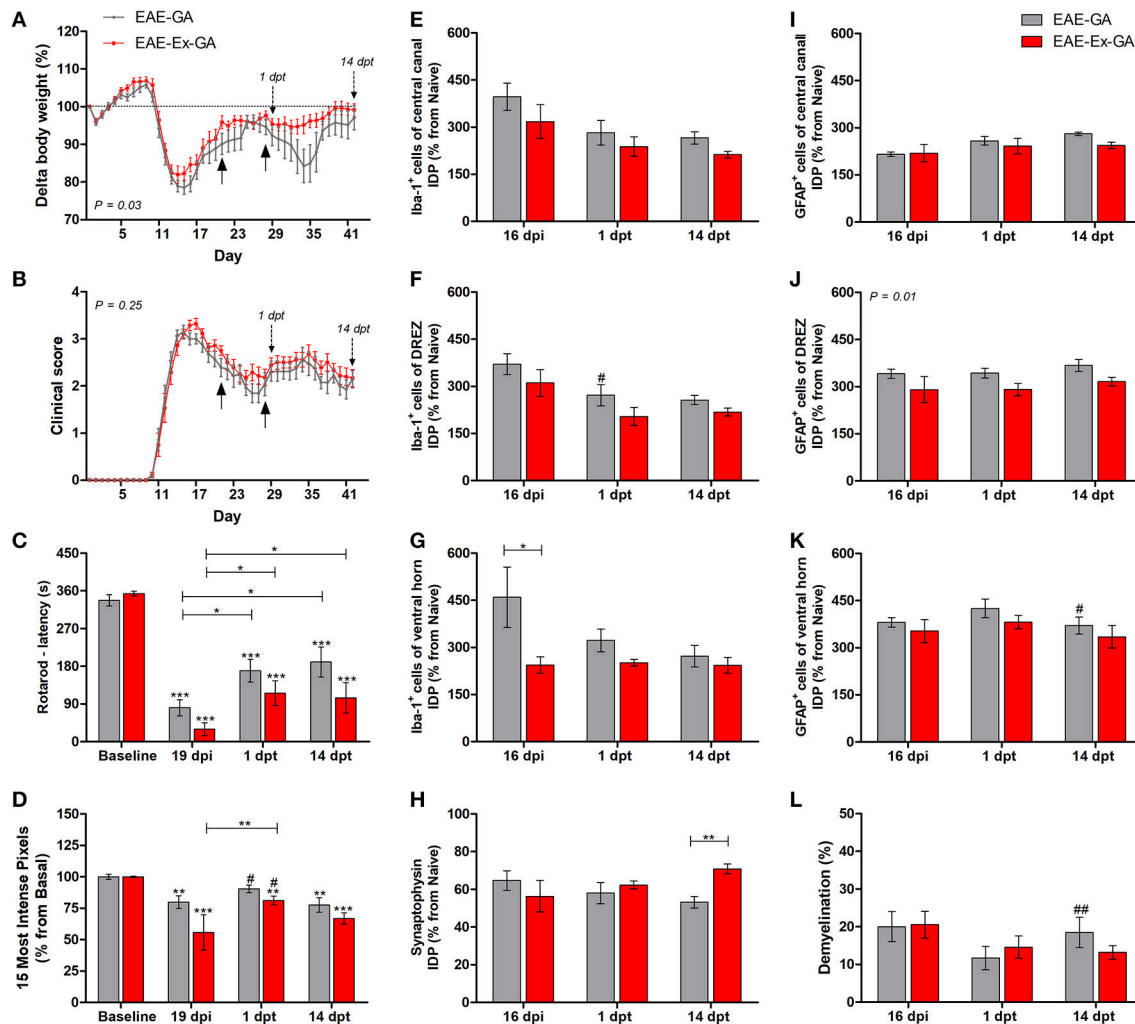 A
EAE-GA
EAE-Ex-GA
Delta body weight (%)
120
110
100
90
80
70
1 dpt
14 dpt
P = 0.03
5 11 17 23 29 35 41
Day
B
Clinical score
4
3
2
1
0
P = 0.25
1 dpt
14 dpt
5 11 17 23 29 35 41
Day
C
Rotarod - latency (s)
450
360
270
180
90
0
*
*
*
*
*** *** *** *** *** ***
Baseline 19 dpi 1 dpt 14 dpt
D
15 Most Intense Pixels
(% from Basal)
150
125
100
75
50
25
0
**
# #
** *** ** ** ***
Baseline 19 dpi 1 dpt 14 dpt
E
Iba-1+ cells of central canal
IDP (% from Naive)
600
450
300
150
0
16 dpi 1 dpt 14 dpt
F
Iba-1+ cells of DREZ
IDP (% from Naive)
600
450
300
150
0
#
16 dpi 1 dpt 14 dpt
G
Iba-1+ cells of ventral horn
IDP (% from Naive)
600
450
300
150
0
*
16 dpi 1 dpt 14 dpt
H
Synaptophysin
IDP (% from Naive)
100
80
60
40
20
0
**
16 dpi 1 dpt 14 dpt
I
EAE-GA
EAE-Ex-GA
GFAP+ cells of central canal
IDP (% from Naive)
600
450
300
150
0
16 dpi 1 dpt 14 dpt
J
GFAP+ cells of DREZ
IDP (% from Naive)
600
450
300
150
0
P = 0.01
16 dpi 1 dpt 14 dpt
K
GFAP+ cells of ventral horn
IDP (% from Naive)
600
450
300
150
0
#
16 dpi 1 dpt 14 dpt
L
Demyelination (%)
50
40
30
20
10
0
##
16 dpi 1 dpt 14 dpt